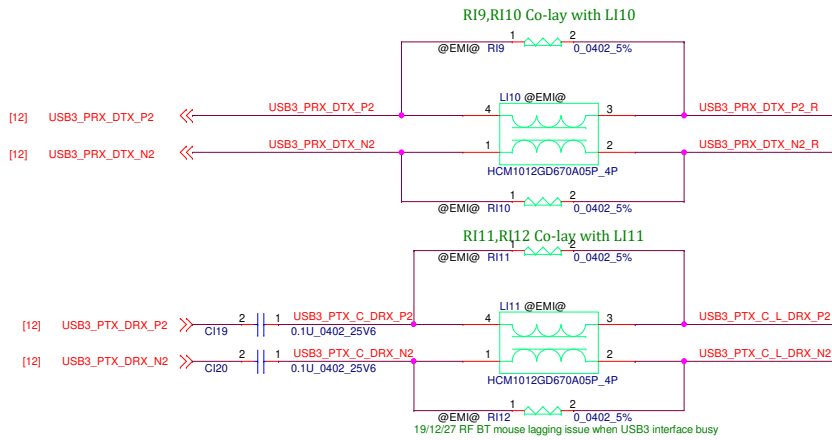 RI9,RI10 Co-lay with LI10
@EMI@ RI9 1 2 0_0402_5%
LI10 @EMI@
[12] USB3_PRX_DTX_P2 USB3_PRX_DTX_P2 4 3 USB3_PRX_DTX_P2_R
[12] USB3_PRX_DTX_N2 USB3_PRX_DTX_N2 1 2 USB3_PRX_DTX_N2_R
HCM1012GD670A05P_4P
@EMI@ RI10 1 2 0_0402_5%
RI11,RI12 Co-lay with LI11
@EMI@ RI11 1 2 0_0402_5%
LI11 @EMI@
[12] USB3_PTX_DRX_P2 2 1 USB3_PTX_C_DRX_P2 4 3 USB3_PTX_C_L_DRX_P2
CI19 0.1U_0402_25V6
[12] USB3_PTX_DRX_N2 2 1 USB3_PTX_C_DRX_N2 1 2 USB3_PTX_C_L_DRX_N2
CI20 0.1U_0402_25V6
HCM1012GD670A05P_4P
@EMI@ RI12 1 2 0_0402_5%
19/12/27 RF BT mouse lagging issue when USB3 interface busy